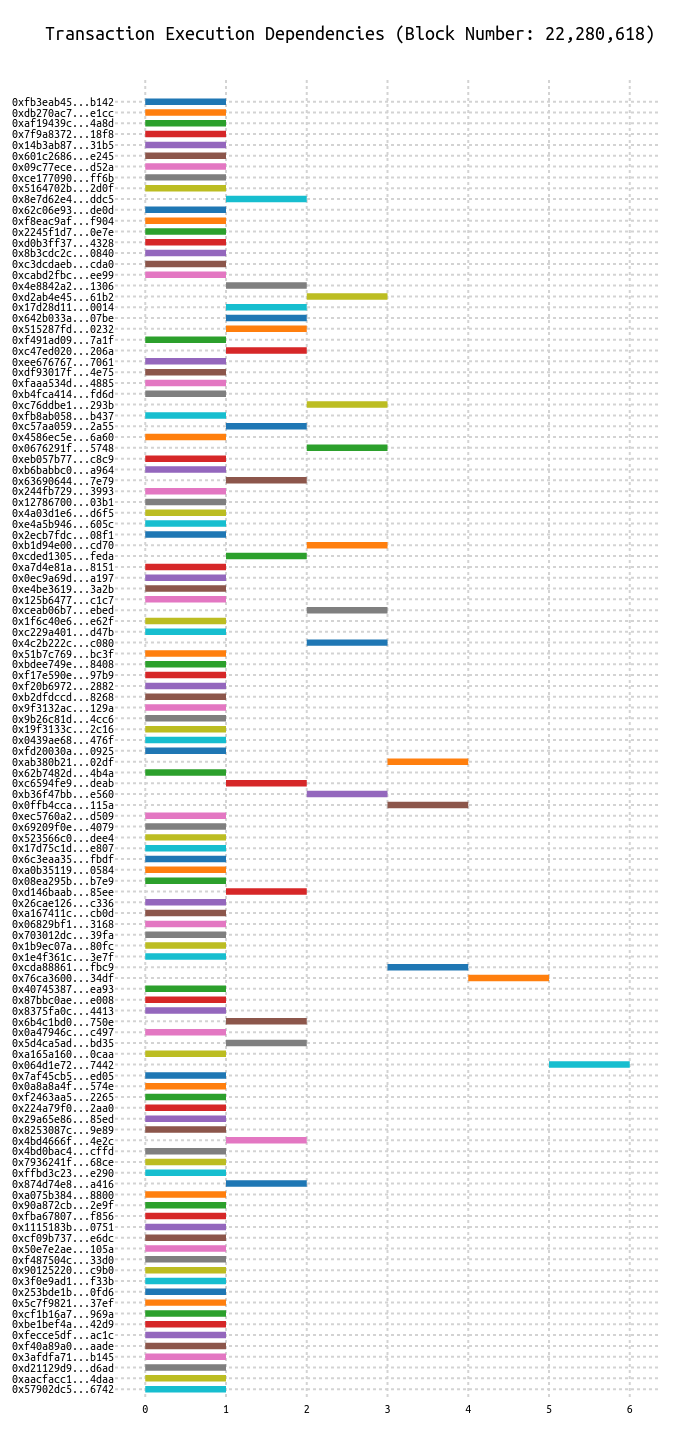 Transaction Execution Dependencies (Block Number: 22,280,618)
0xfb3eab45...b142
0xdb270ac7...e1cc
0xaf19439c...4a8d
0x7f9a8372...18f8
0x14b3ab87...31b5
0x601c2686...e245
0x09c77ece...d52a
0xce177090...ff6b
0x5164702b...2d0f
0x8e7d62e4...ddc5
0x62c06e93...de0d
0xf8eac9af...f904
0x2245f1d7...0e7e
0xd0b3ff37...4328
0x8b3cdc2c...0840
0xc3dcdaeb...cda0
0xcabd2fbc...ee99
0x4e8842a2...1306
0xd2ab4e45...61b2
0x17d28d11...0014
0x642b033a...07be
0x515287fd...0232
0xf491ad09...7a1f
0xc47ed020...206a
0xee676767...7061
0xdf93017f...4e75
0xfaaa534d...4885
0xb4fca414...fd6d
0xc76ddbe1...293b
0xfb8ab058...b437
0xc57aa059...2a55
0x4586ec5e...6a60
0x0676291f...5748
0xeb057b77...c8c9
0xb6babbc0...a964
0x63690644...7e79
0x244fb729...3993
0x12786700...03b1
0x4a03d1e6...d6f5
0xe4a5b946...605c
0x2ecb7fdc...08f1
0xb1d94e00...cd70
0xcded1305...feda
0xa7d4e81a...8151
0x0ec9a69d...a197
0xe4be3619...3a2b
0x125b6477...c1c7
0xceab06b7...ebed
0x1f6c40e6...e62f
0xc229a401...d47b
0x4c2b222c...c080
0x51b7c769...bc3f
0xbdee749e...8408
0xf17e590e...97b9
0xf20b6972...2882
0xb2dfdccd...8268
0x9f3132ac...129a
0x9b26c81d...4cc6
0x19f3133c...2c16
0x0439ae68...476f
0xfd20030a...0925
0xab380b21...02df
0x62b7482d...4b4a
0xc6594fe9...deab
0xb36f47bb...e560
0x0ffb4cca...115a
0xec5760a2...d509
0x69209f0e...4079
0x523566c0...dee4
0x17d75c1d...e807
0x6c3eaa35...fbdf
0xa0b35119...0584
0x08ea295b...b7e9
0xd146baab...85ee
0x26cae126...c336
0xa167411c...cb0d
0x06829bf1...3168
0x703012dc...39fa
0x1b9ec07a...80fc
0x1e4f361c...3e7f
0xcda88861...fbc9
0x76ca3600...34df
0x40745387...ea93
0x87bbc0ae...e008
0x8375fa0c...4413
0x6b4c1bd0...750e
0x0a47946c...c497
0x5d4ca5ad...bd35
0xa165a160...0caa
0x064d1e72...7442
0x7af45cb5...ed05
0x0a8a8a4f...574e
0xf2463aa5...2265
0x224a79f0...2aa0
0x29a65e86...85ed
0x8253087c...9e89
0x4bd4666f...4e2c
0x4bd0bac4...cffd
0x7936241f...68ce
0xffbd3c23...e290
0x874d74e8...a416
0xa075b384...8800
0x90a872cb...2e9f
0xfba67807...f856
0x1115183b...0751
0xcf09b737...e6dc
0x50e7e2ae...105a
0xf487504c...33d0
0x90125220...c9b0
0x3f0e9ad1...f33b
0x253bde1b...0fd6
0x5c7f9821...37ef
0xcf1b16a7...969a
0xbe1bef4a...42d9
0xfecce5df...ac1c
0xf40a89a0...aade
0x3afdfa71...b145
0xd21129d9...d6ad
0xaacfacc1...4daa
0x57902dc5...6742
0 1 2 3 4 5 6